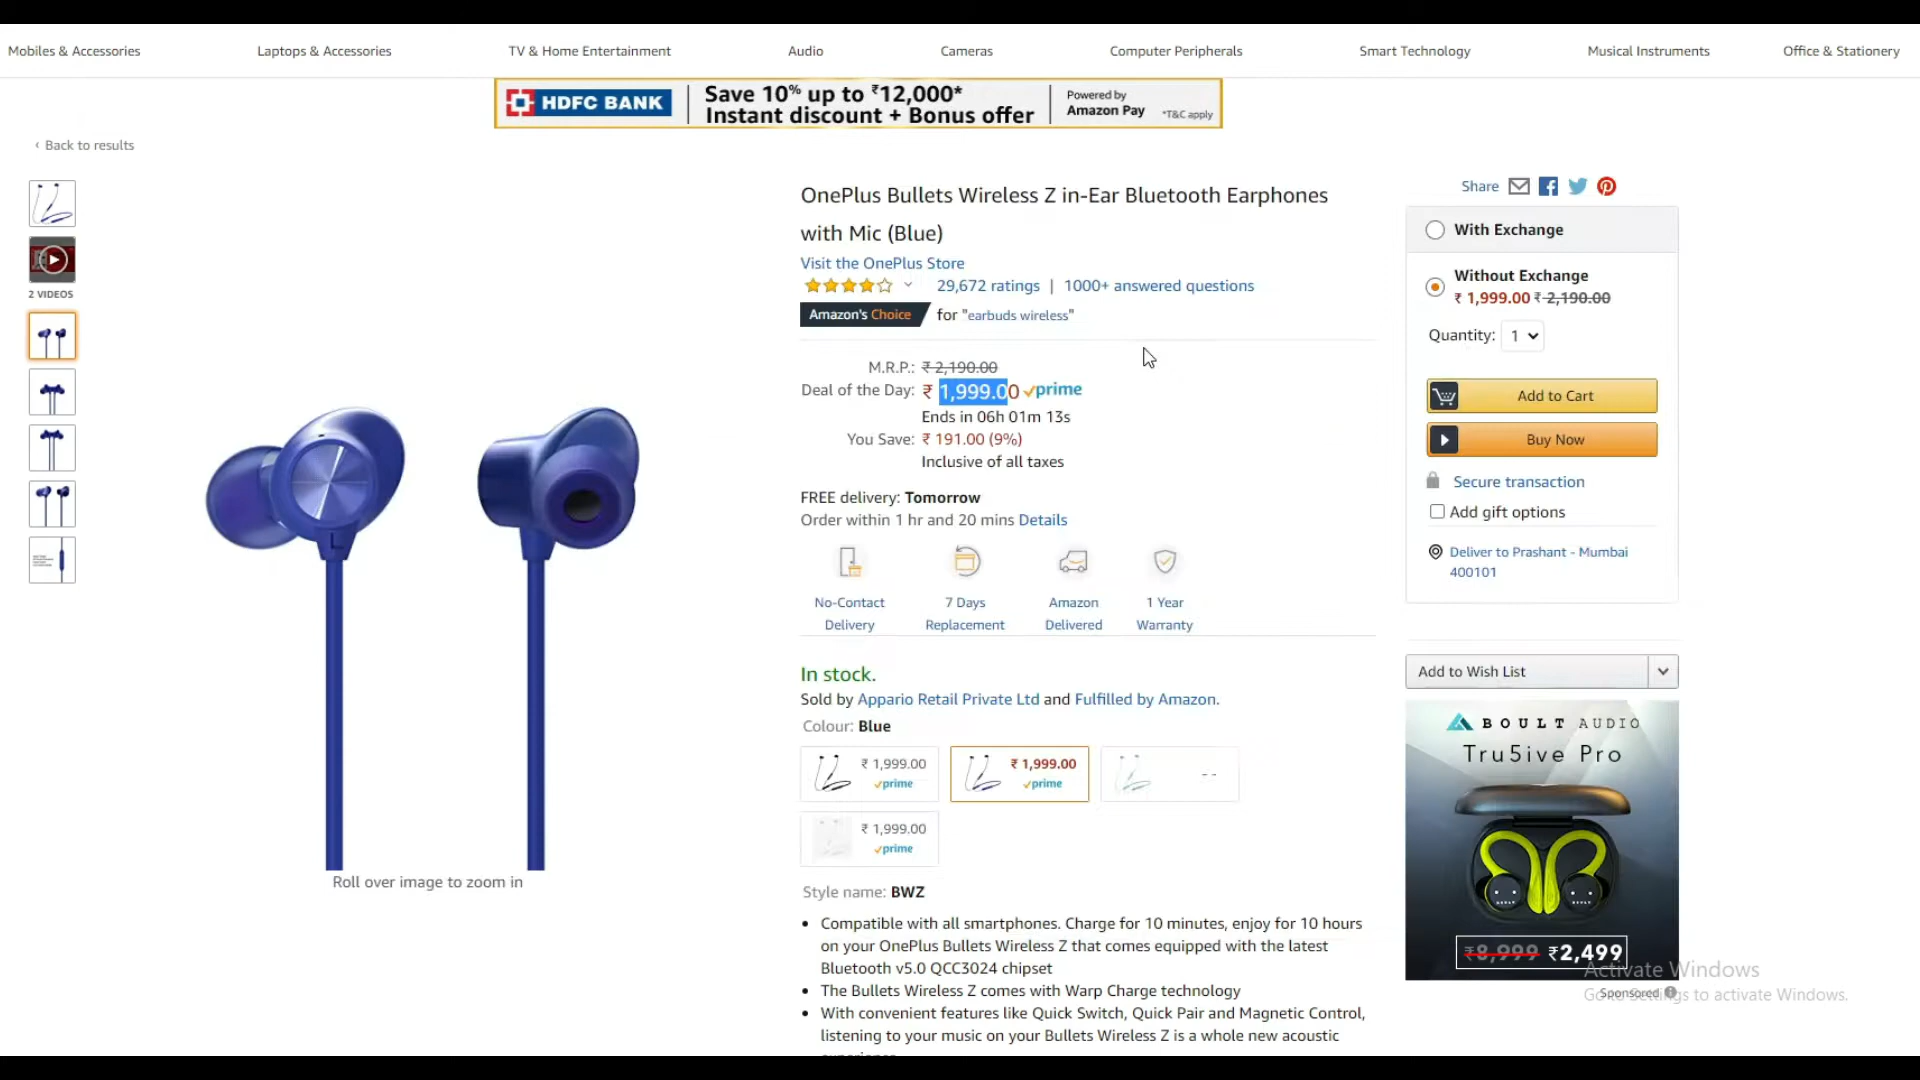 Mobiles & Accessories
Laptops & Accessories
TV & Home Entertainment
Audio
Cameras
Computer Peripherals
Smart Technology
Musical Instruments
Office & Stationery
HDFC BANK
Save 10% up to ₹12,000*
Instant discount + Bonus offer
Powered by
Amazon Pay
*T&C apply
‹ Back to results
2 VIDEOS
Roll over image to zoom in
OnePlus Bullets Wireless Z in-Ear Bluetooth Earphones
with Mic (Blue)
Visit the OnePlus Store
29,672 ratings | 1000+ answered questions
Amazon's Choice for "earbuds wireless"
M.R.P.: ₹ 2,190.00
Deal of the Day: ₹ 1,999.00 prime
Ends in 06h 01m 13s
You Save: ₹ 191.00 (9%)
Inclusive of all taxes
FREE delivery: Tomorrow
Order within 1 hr and 20 mins Details
No-Contact
Delivery
7 Days
Replacement
Amazon
Delivered
1 Year
Warranty
In stock.
Sold by Appario Retail Private Ltd and Fulfilled by Amazon.
Colour: Blue
₹ 1,999.00
prime
₹ 1,999.00
prime
- -
₹ 1,999.00
prime
Style name: BWZ
• Compatible with all smartphones. Charge for 10 minutes, enjoy for 10 hours
on your OnePlus Bullets Wireless Z that comes equipped with the latest
Bluetooth v5.0 QCC3024 chipset
• The Bullets Wireless Z comes with Warp Charge technology
• With convenient features like Quick Switch, Quick Pair and Magnetic Control,
listening to your music on your Bullets Wireless Z is a whole new acoustic
Share
With Exchange
Without Exchange
₹ 1,999.00 ₹ 2,190.00
Quantity: 1
Add to Cart
Buy Now
Secure transaction
Add gift options
Deliver to Prashant - Mumbai
400101
Add to Wish List
BOULT AUDIO
Tru5ive Pro
₹8,999 ₹2,499
Sponsored
Activate Windows
Go to Settings to activate Windows.